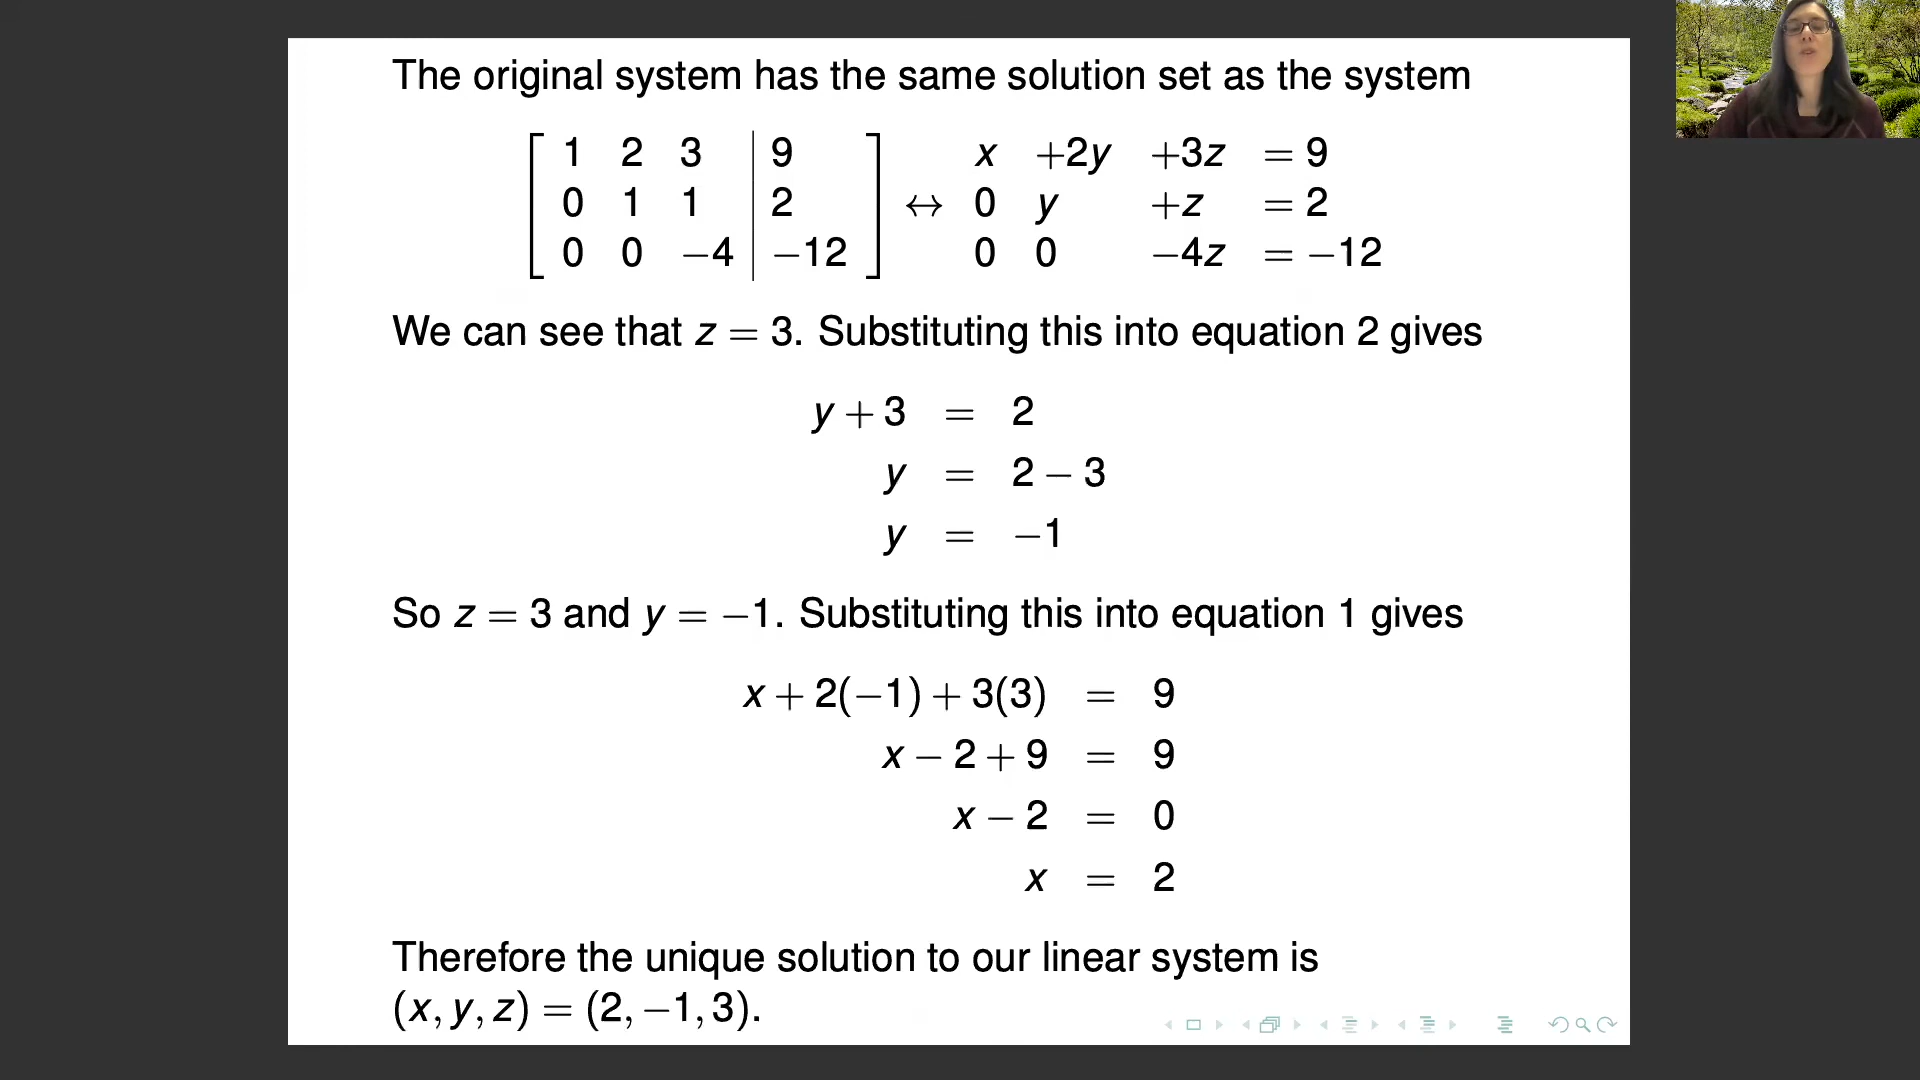 The original system has the same solution set as the system
1 2 3 | 9 x +2y +3z = 9
0 1 1 | 2 ↔ 0 y +z = 2
0 0 −4 | −12 0 0 −4z = −12
We can see that z = 3. Substituting this into equation 2 gives
y + 3 = 2
y = 2 − 3
y = −1
So z = 3 and y = −1. Substituting this into equation 1 gives
x + 2(−1) + 3(3) = 9
x − 2 + 9 = 9
x − 2 = 0
x = 2
Therefore the unique solution to our linear system is
(x, y, z) = (2, −1, 3).